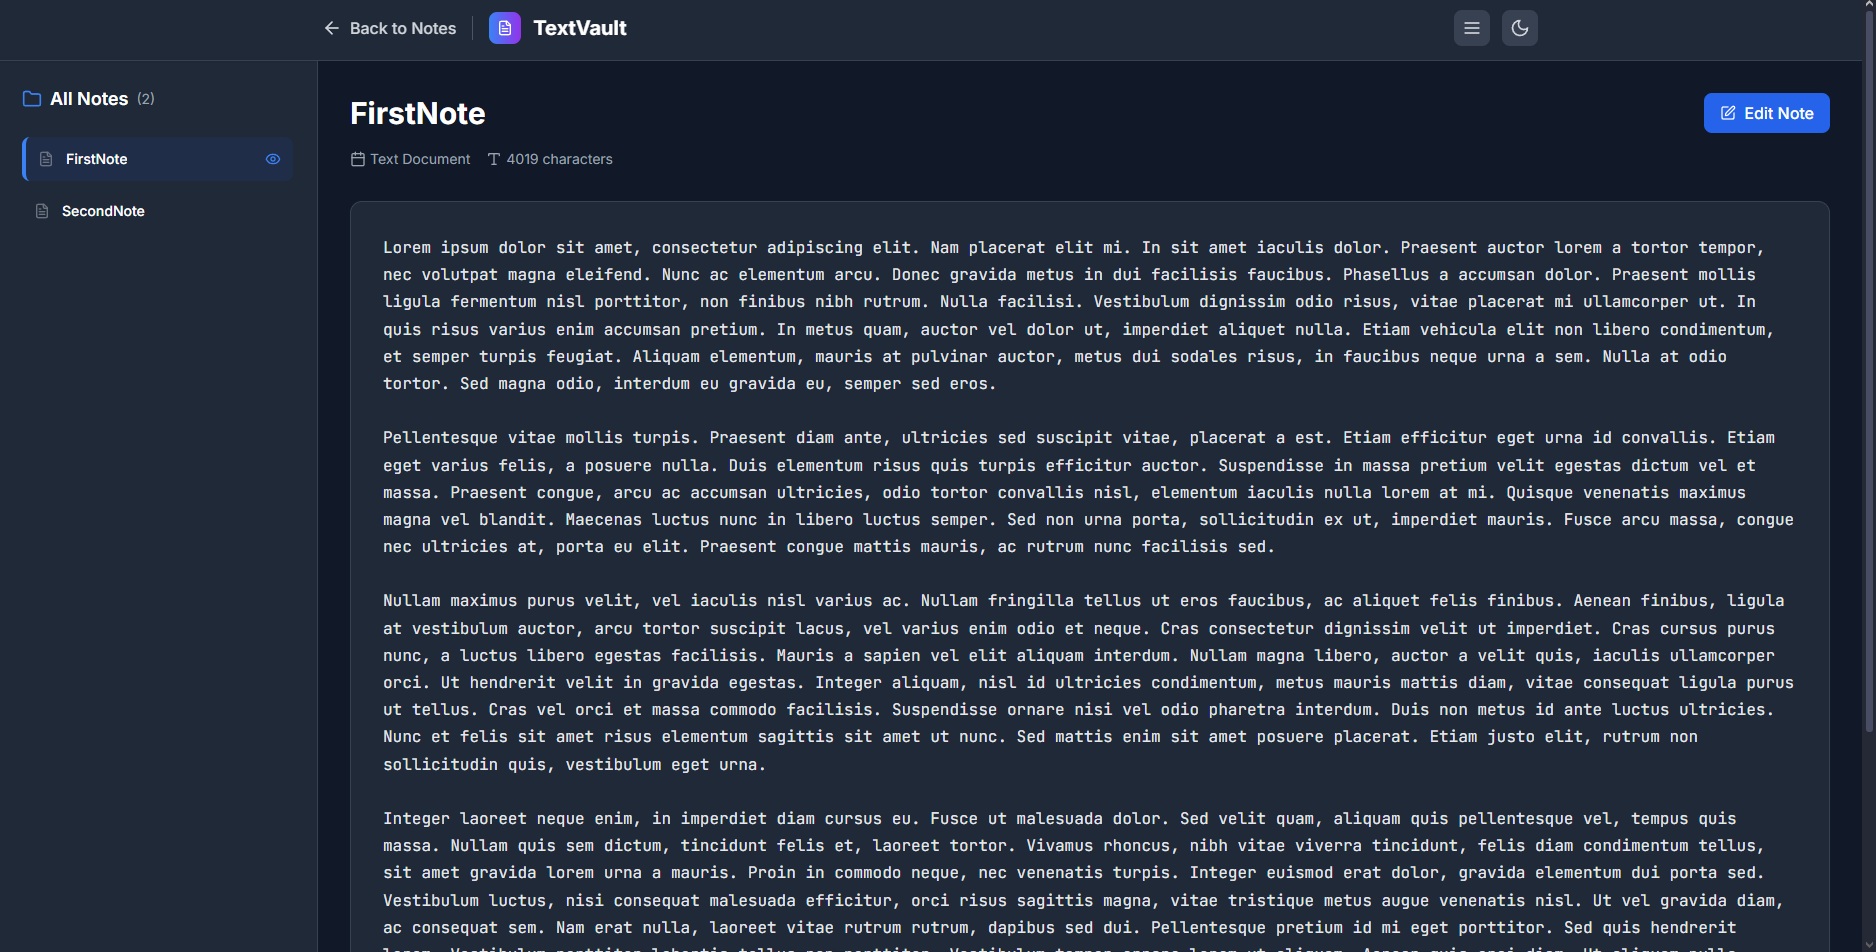 Back to Notes
TextVault
All Notes (2)
FirstNote
SecondNote
FirstNote
Edit Note
Text Document
4019 characters
Lorem ipsum dolor sit amet, consectetur adipiscing elit. Nam placerat elit mi. In sit amet iaculis dolor. Praesent auctor lorem a tortor tempor,
nec volutpat magna eleifend. Nunc ac elementum arcu. Donec gravida metus in dui facilisis faucibus. Phasellus a accumsan dolor. Praesent mollis
ligula fermentum nisl porttitor, non finibus nibh rutrum. Nulla facilisi. Vestibulum dignissim odio risus, vitae placerat mi ullamcorper ut. In
quis risus varius enim accumsan pretium. In metus quam, auctor vel dolor ut, imperdiet aliquet nulla. Etiam vehicula elit non libero condimentum,
et semper turpis feugiat. Aliquam elementum, mauris at pulvinar auctor, metus dui sodales risus, in faucibus neque urna a sem. Nulla at odio
tortor. Sed magna odio, interdum eu gravida eu, semper sed eros.
Pellentesque vitae mollis turpis. Praesent diam ante, ultricies sed suscipit vitae, placerat a est. Etiam efficitur eget urna id convallis. Etiam
eget varius felis, a posuere nulla. Duis elementum risus quis turpis efficitur auctor. Suspendisse in massa pretium velit egestas dictum vel et
massa. Praesent congue, arcu ac accumsan ultricies, odio tortor convallis nisl, elementum iaculis nulla lorem at mi. Quisque venenatis maximus
magna vel blandit. Maecenas luctus nunc in libero luctus semper. Sed non urna porta, sollicitudin ex ut, imperdiet mauris. Fusce arcu massa, congue
nec ultricies at, porta eu elit. Praesent congue mattis mauris, ac rutrum nunc facilisis sed.
Nullam maximus purus velit, vel iaculis nisl varius ac. Nullam fringilla tellus ut eros faucibus, ac aliquet felis finibus. Aenean finibus, ligula
at vestibulum auctor, arcu tortor suscipit lacus, vel varius enim odio et neque. Cras consectetur dignissim velit ut imperdiet. Cras cursus purus
nunc, a luctus libero egestas facilisis. Mauris a sapien vel elit aliquam interdum. Nullam magna libero, auctor a velit quis, iaculis ullamcorper
orci. Ut hendrerit velit in gravida egestas. Integer aliquam, nisl id ultricies condimentum, metus mauris mattis diam, vitae consequat ligula purus
ut tellus. Cras vel orci et massa commodo facilisis. Suspendisse ornare nisi vel odio pharetra interdum. Duis non metus id ante luctus ultricies.
Nunc et felis sit amet risus elementum sagittis sit amet ut nunc. Sed mattis enim sit amet posuere placerat. Etiam justo elit, rutrum non
sollicitudin quis, vestibulum eget urna.
Integer laoreet neque enim, in imperdiet diam cursus eu. Fusce ut malesuada dolor. Sed velit quam, aliquam quis pellentesque vel, tempus quis
massa. Nullam quis sem dictum, tincidunt felis et, laoreet tortor. Vivamus rhoncus, nibh vitae viverra tincidunt, felis diam condimentum tellus,
sit amet gravida lorem urna a mauris. Proin in commodo neque, nec venenatis turpis. Integer euismod erat dolor, gravida elementum dui porta sed.
Vestibulum luctus, nisi consequat malesuada efficitur, orci risus sagittis magna, vitae tristique metus augue venenatis nisl. Ut vel gravida diam,
ac consequat sem. Nam erat nulla, laoreet vitae rutrum rutrum, dapibus sed dui. Pellentesque pretium id mi eget porttitor. Sed quis hendrerit